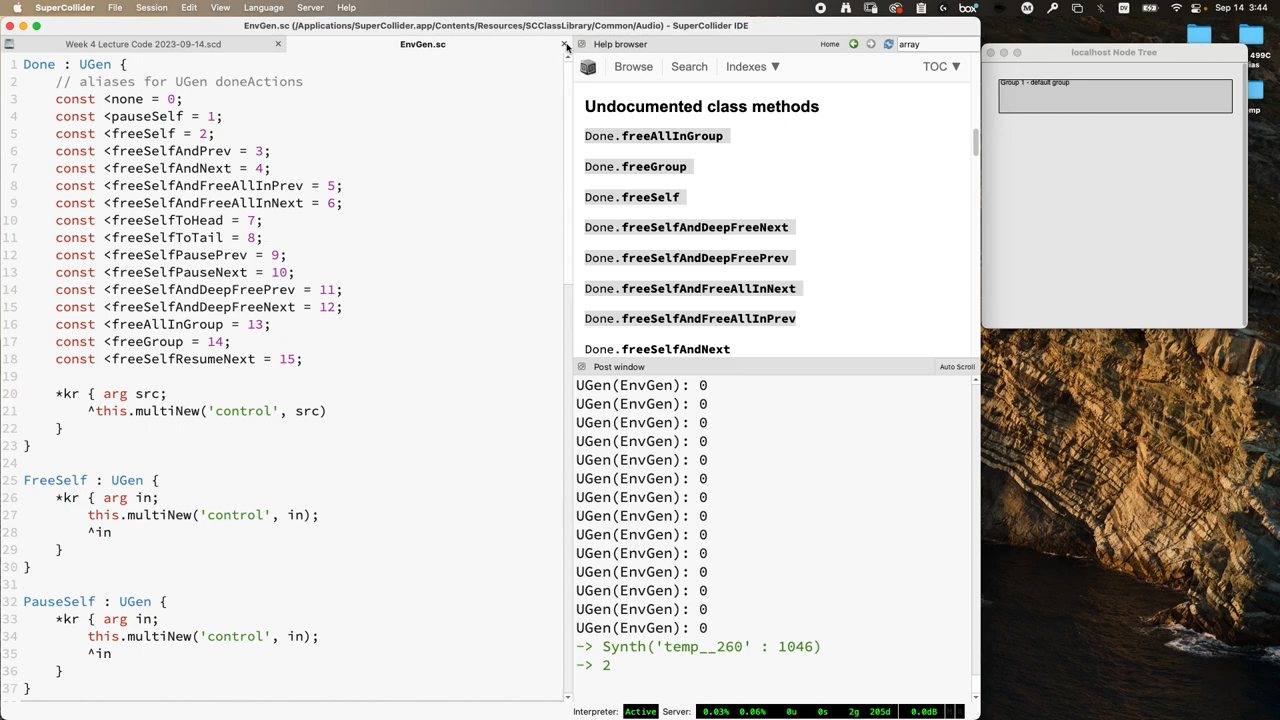 SuperCollider File Session Edit View Language Server Help
Sep 14 3:44
EnvGen.sc (/Applications/SuperCollider.app/Contents/Resources/SCClassLibrary/Common/Audio) - SuperCollider IDE
Week 4 Lecture Code 2023-09-14.scd
EnvGen.sc
1 Done : UGen {
2 // aliases for UGen doneActions
3 const <none = 0;
4 const <pauseSelf = 1;
5 const <freeSelf = 2;
6 const <freeSelfAndPrev = 3;
7 const <freeSelfAndNext = 4;
8 const <freeSelfAndFreeAllInPrev = 5;
9 const <freeSelfAndFreeAllInNext = 6;
10 const <freeSelfToHead = 7;
11 const <freeSelfToTail = 8;
12 const <freeSelfPausePrev = 9;
13 const <freeSelfPauseNext = 10;
14 const <freeSelfAndDeepFreePrev = 11;
15 const <freeSelfAndDeepFreeNext = 12;
16 const <freeAllInGroup = 13;
17 const <freeGroup = 14;
18 const <freeSelfResumeNext = 15;
19
20 *kr { arg src;
21 ^this.multiNew('control', src)
22 }
23 }
24
25 FreeSelf : UGen {
26 *kr { arg in;
27 this.multiNew('control', in);
28 ^in
29 }
30 }
31
32 PauseSelf : UGen {
33 *kr { arg in;
34 this.multiNew('control', in);
35 ^in
36 }
37 }
Help browser
Home
array
Browse Search Indexes ▼ TOC ▼
Undocumented class methods
Done.freeAllInGroup
Done.freeGroup
Done.freeSelf
Done.freeSelfAndDeepFreeNext
Done.freeSelfAndDeepFreePrev
Done.freeSelfAndFreeAllInNext
Done.freeSelfAndFreeAllInPrev
Done.freeSelfAndNext
Post window
Auto Scroll
UGen(EnvGen): 0
UGen(EnvGen): 0
UGen(EnvGen): 0
UGen(EnvGen): 0
UGen(EnvGen): 0
UGen(EnvGen): 0
UGen(EnvGen): 0
UGen(EnvGen): 0
UGen(EnvGen): 0
UGen(EnvGen): 0
UGen(EnvGen): 0
UGen(EnvGen): 0
UGen(EnvGen): 0
UGen(EnvGen): 0
-> Synth('temp__260' : 1046)
-> 2
Interpreter: Active Server: 0.03% 0.06% 0u 0s 2g 205d 0.0dB
localhost Node Tree
Group 1 - default group
499C